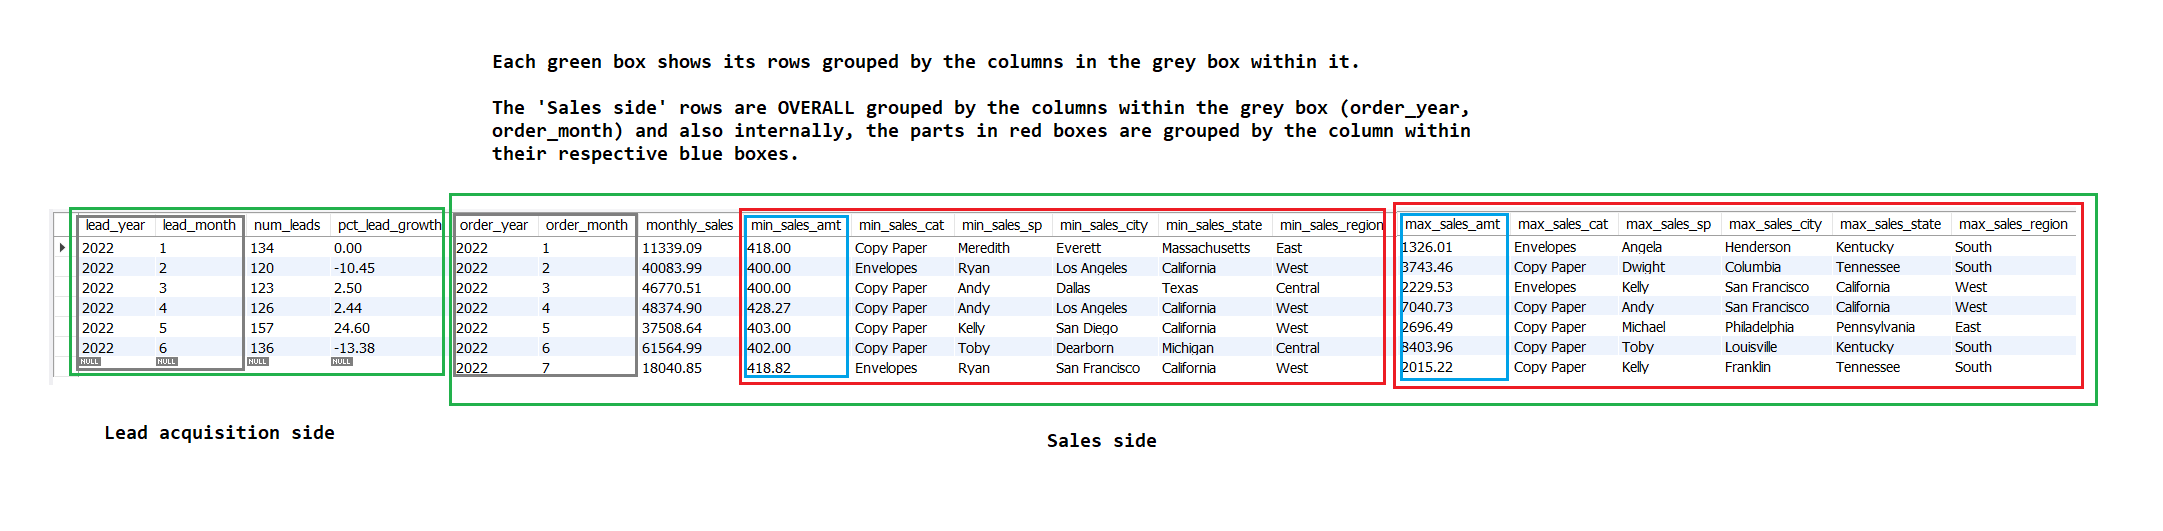 Each green box shows its rows grouped by the columns in the grey box within it.
The 'Sales side' rows are OVERALL grouped by the columns within the grey box (order_year,
order_month) and also internally, the parts in red boxes are grouped by the column within
their respective blue boxes.
lead_year lead_month num_leads pct_lead_growth order_year order_month monthly_sales min_sales_amt min_sales_cat min_sales_sp min_sales_city min_sales_state min_sales_region max_sales_amt max_sales_cat max_sales_sp max_sales_city max_sales_state max_sales_region
2022 1 134 0.00 2022 1 11339.09 418.00 Copy Paper Meredith Everett Massachusetts East 1326.01 Envelopes Angela Henderson Kentucky South
2022 2 120 -10.45 2022 2 40083.99 400.00 Envelopes Ryan Los Angeles California West 3743.46 Copy Paper Dwight Columbia Tennessee South
2022 3 123 2.50 2022 3 46770.51 400.00 Copy Paper Andy Dallas Texas Central 2229.53 Envelopes Kelly San Francisco California West
2022 4 126 2.44 2022 4 48374.90 428.27 Copy Paper Andy Los Angeles California West 7040.73 Copy Paper Andy San Francisco California West
2022 5 157 24.60 2022 5 37508.64 403.00 Copy Paper Kelly San Diego California West 2696.49 Copy Paper Michael Philadelphia Pennsylvania East
2022 6 136 -13.38 2022 6 61564.99 402.00 Copy Paper Toby Dearborn Michigan Central 8403.96 Copy Paper Toby Louisville Kentucky South
NULL NULL NULL NULL 2022 7 18040.85 418.82 Envelopes Ryan San Francisco California West 2015.22 Copy Paper Kelly Franklin Tennessee South
Lead acquisition side
Sales side